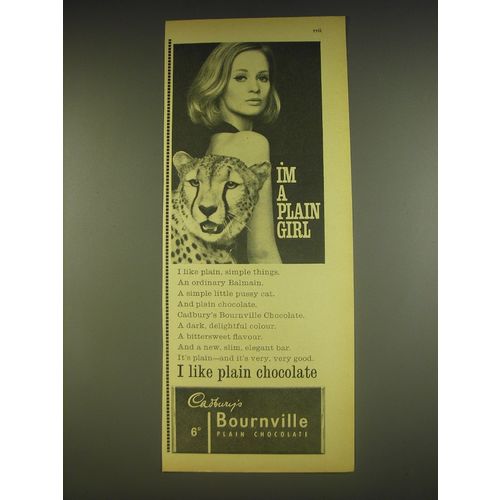 I'M
A
PLAIN
GIRL
I like plain, simple things.
An ordinary Balmain.
A simple little pussy cat.
And plain chocolate.
Cadbury's Bournville Chocolate.
A dark, delightful colour.
A bittersweet flavour.
And a new, slim, elegant bar.
It's plain—and it's very, very good.
I like plain chocolate
Cadbury's
6ᴰ
Bournville
PLAIN CHOCOLATE